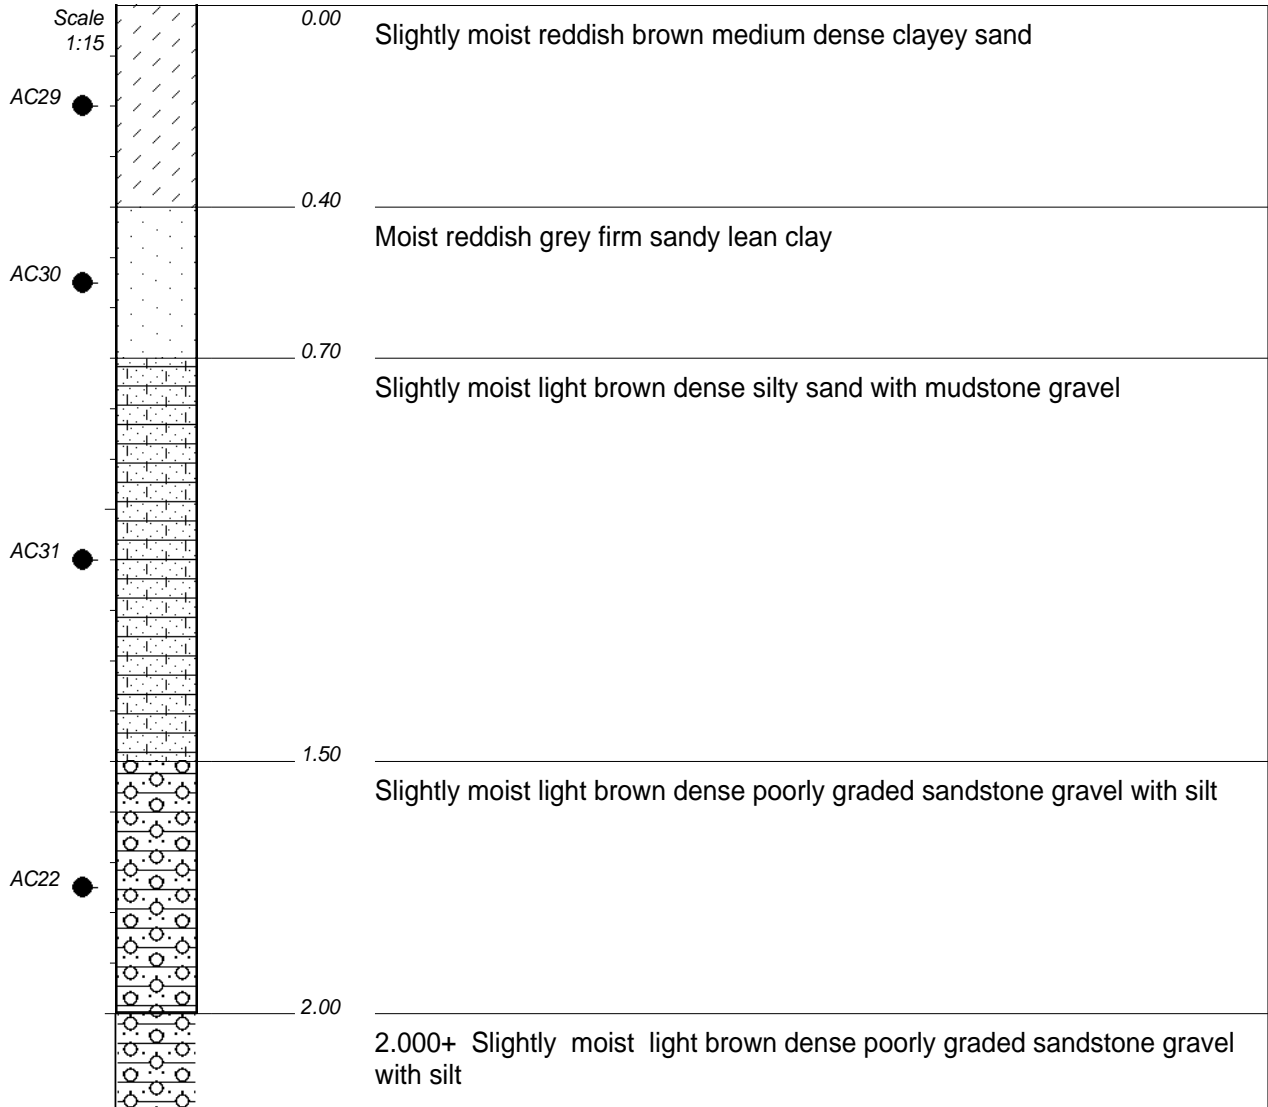 Scale
1:15
0.00
Slightly moist reddish brown medium dense clayey sand
AC29
0.40
Moist reddish grey firm sandy lean clay
AC30
0.70
Slightly moist light brown dense silty sand with mudstone gravel
AC31
1.50
Slightly moist light brown dense poorly graded sandstone gravel with silt
AC22
2.00
2.000+ Slightly moist light brown dense poorly graded sandstone gravel
with silt